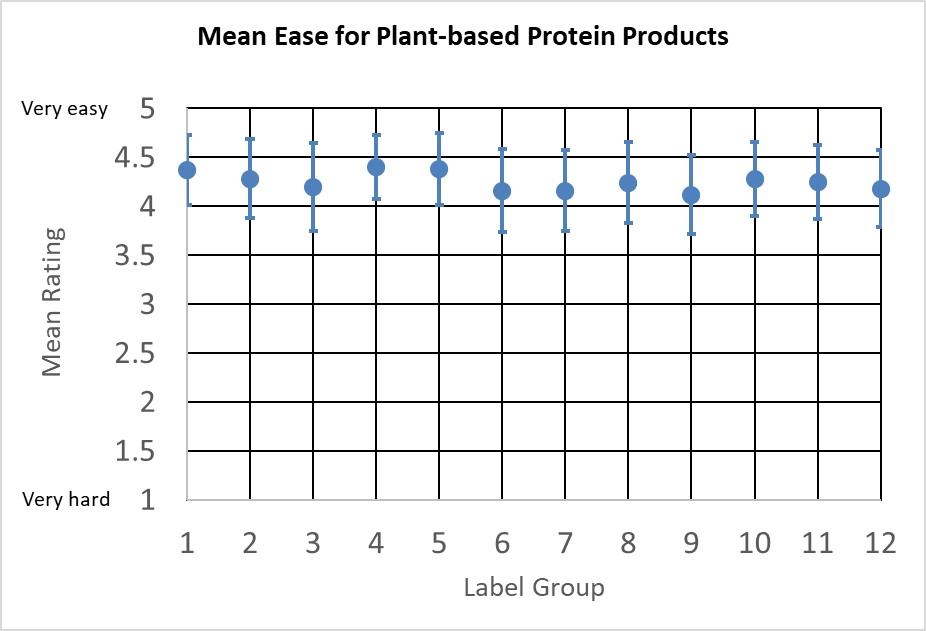 Mean Ease for Plant-based Protein Products
Very easy
5
4.5
4
3.5
3
2.5
2
1.5
Very hard
1
Mean Rating
1 2 3 4 5 6 7 8 9 10 11 12
Label Group